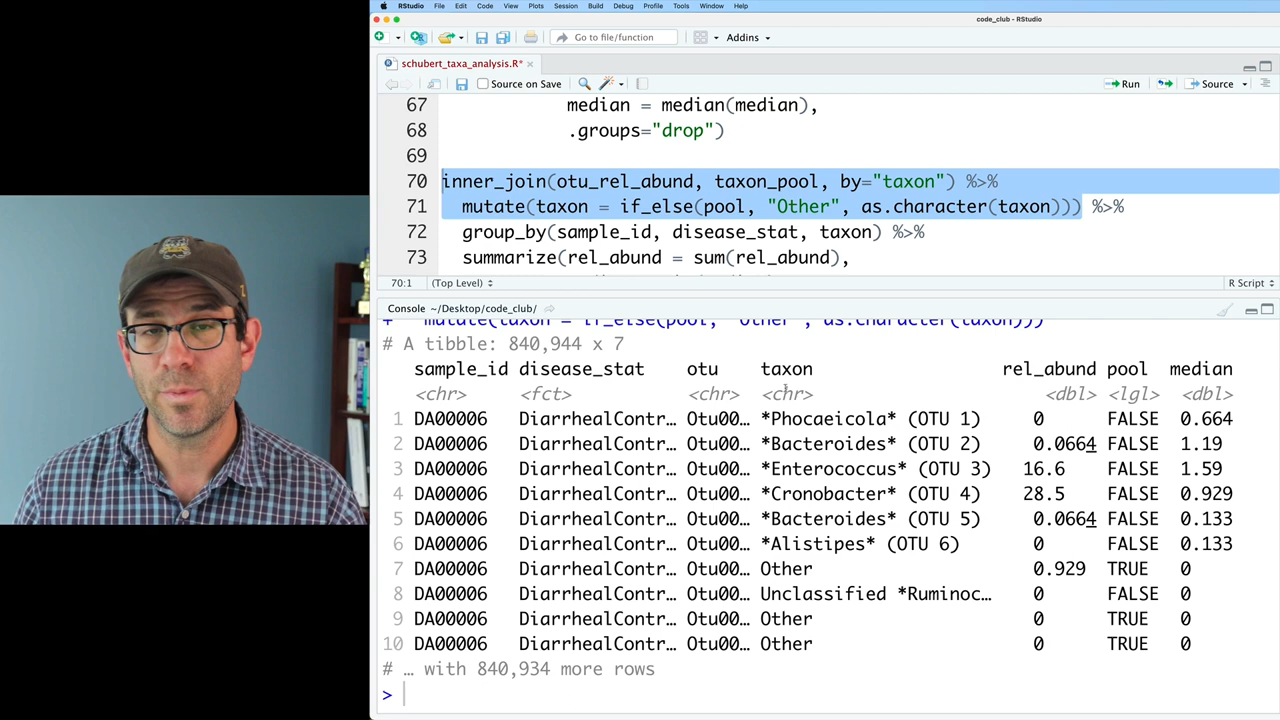 RStudio File Edit Code View Plots Session Build Debug Profile Tools Window Help
code_club - RStudio
Go to file/function Addins
schubert_taxa_analysis.R*
Source on Save Run Source
67 median = median(median),
68 .groups="drop")
69
70 inner_join(otu_rel_abund, taxon_pool, by="taxon") %>%
71 mutate(taxon = if_else(pool, "Other", as.character(taxon))) %>%
72 group_by(sample_id, disease_stat, taxon) %>%
73 summarize(rel_abund = sum(rel_abund),
70:1 (Top Level) R Script
Console ~/Desktop/code_club/
+ mutate(taxon = if_else(pool, "Other", as.character(taxon)))
# A tibble: 840,944 x 7
sample_id disease_stat otu taxon rel_abund pool median
<chr> <fct> <chr> <chr> <dbl> <lgl> <dbl>
1 DA00006 DiarrhealContr… Otu00… *Phocaeicola* (OTU 1) 0 FALSE 0.664
2 DA00006 DiarrhealContr… Otu00… *Bacteroides* (OTU 2) 0.0664 FALSE 1.19
3 DA00006 DiarrhealContr… Otu00… *Enterococcus* (OTU 3) 16.6 FALSE 1.59
4 DA00006 DiarrhealContr… Otu00… *Cronobacter* (OTU 4) 28.5 FALSE 0.929
5 DA00006 DiarrhealContr… Otu00… *Bacteroides* (OTU 5) 0.0664 FALSE 0.133
6 DA00006 DiarrhealContr… Otu00… *Alistipes* (OTU 6) 0 FALSE 0.133
7 DA00006 DiarrhealContr… Otu00… Other 0.929 TRUE 0
8 DA00006 DiarrhealContr… Otu00… Unclassified *Ruminoc… 0 FALSE 0
9 DA00006 DiarrhealContr… Otu00… Other 0 TRUE 0
10 DA00006 DiarrhealContr… Otu00… Other 0 TRUE 0
# … with 840,934 more rows
>